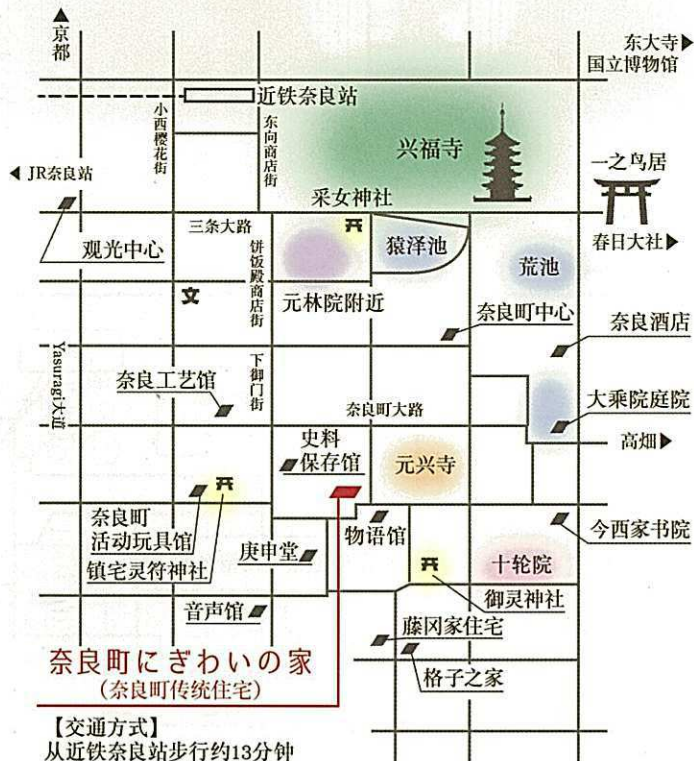 ▲
京都
东大寺▶
国立博物馆
近铁奈良站
小西樱花街
东向商店街
兴福寺
一之鸟居
◀ JR奈良站
采女神社
三条大路
观光中心
饼饭殿商店街
猿泽池
荒池
春日大社▶
文
元林院附近
奈良町中心
奈良酒店
Yasuragi大道
下御门街
奈良工艺馆
奈良町大路
大乘院庭院
史料
保存馆
元兴寺
高畑▶
奈良町
活动玩具馆
镇宅灵符神社
庚申堂
物语馆
今西家书院
十轮院
御灵神社
音声馆
藤冈家住宅
格子之家
奈良町にぎわいの家
(奈良町传统住宅)
【交通方式】
从近铁奈良站步行约13分钟